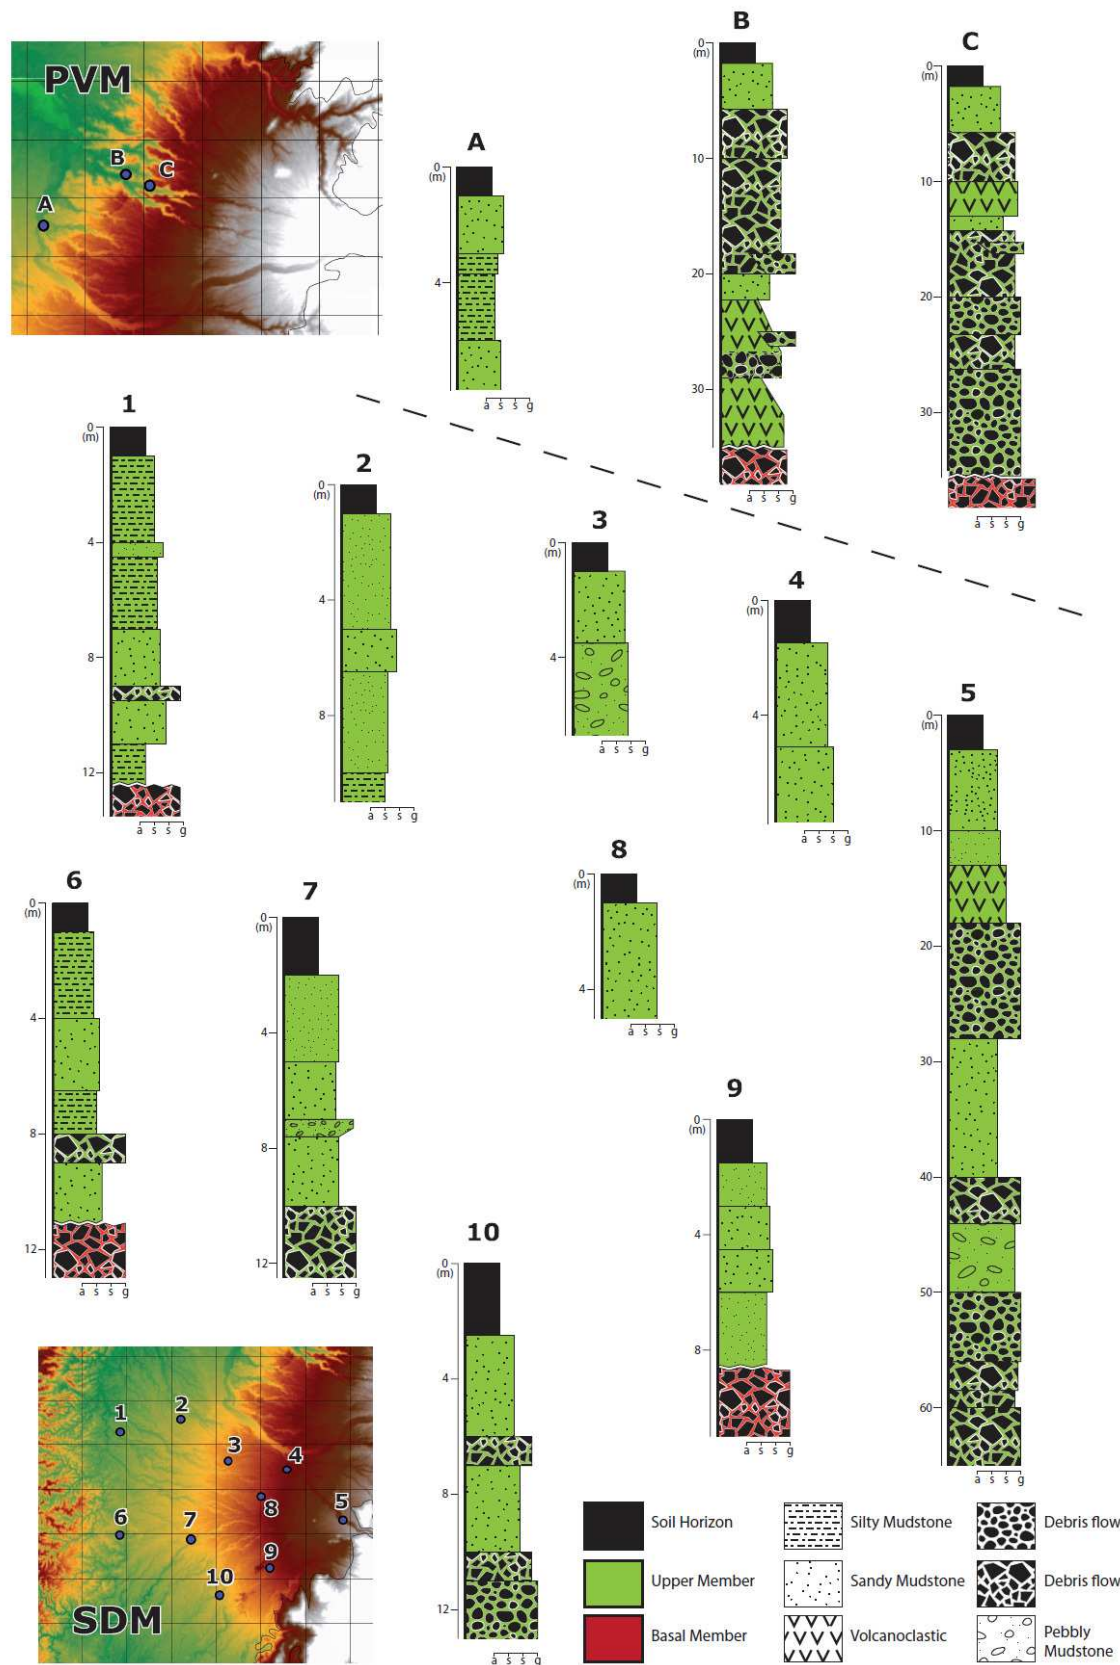 PVM
A
B
C
A
0
(m)
4
a s s g
B
0
(m)
10
20
30
a s s g
C
0
(m)
10
20
30
a s s g
1
0
(m)
4
8
12
a s s g
2
0
(m)
4
8
a s s g
3
0
(m)
4
a s s g
4
0
(m)
4
a s s g
5
0
(m)
10
20
30
40
50
60
a s s g
6
0
(m)
4
8
12
a s s g
7
0
(m)
4
8
12
a s s g
8
0
(m)
4
a s s g
9
0
(m)
4
8
a s s g
10
0
(m)
4
8
12
a s s g
1
2
3
4
5
6
7
8
9
10
SDM
Soil Horizon
Upper Member
Basal Member
Silty Mudstone
Sandy Mudstone
Volcanoclastic
Debris flow
Debris flow
Pebbly
Mudstone